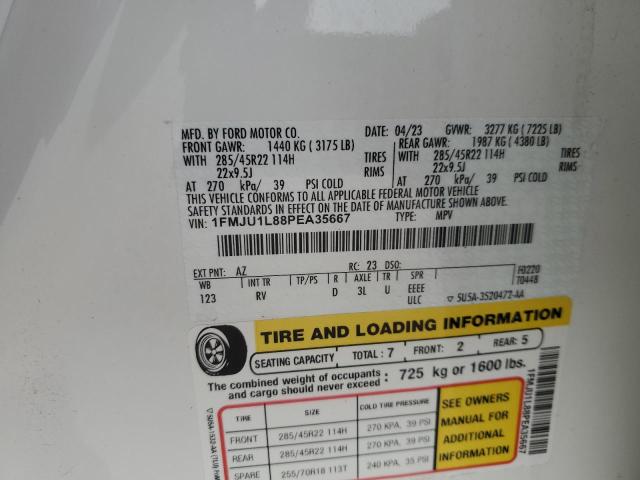 MFD. BY FORD MOTOR CO.
DATE: 04/23 GVWR: 3277 KG ( 7225 LB)
FRONT GAWR: 1440 KG ( 3175 LB)
REAR GAWR: 1987 KG ( 4380 LB)
WITH 285/45R22 114H TIRES
22x9.5J RIMS
AT 270 kPa/ 39 PSI COLD
WITH 285/45R22 114H TIRES
22x9.5J RIMS
AT 270 kPa/ 39 PSI COLD
THIS VEHICLE CONFORMS TO ALL APPLICABLE FEDERAL MOTOR VEHICLE
SAFETY STANDARDS IN EFFECT ON THE DATE OF MANUFACTURE SHOWN ABOVE.
VIN: 1FMJU1L88PEA35667 TYPE: MPV
EXT PNT: AZ RC: 23 DSO: F0220
WB INT TR TP/PS R AXLE TR SPR T0448
123 RV D 3L U EEEE
ULC ▽ 5U5A-3520472-AA
TIRE AND LOADING INFORMATION
SEATING CAPACITY TOTAL : 7 FRONT: 2 REAR: 5
The combined weight of occupants and cargo should never exceed : 725 kg or 1600 lbs.
TIRE SIZE COLD TIRE PRESSURE
FRONT 285/45R22 114H 270 KPA, 39 PSI
REAR 285/45R22 114H 270 KPA, 39 PSI
SPARE 255/70R18 113T 240 KPA, 35 PSI
SEE OWNERS
MANUAL FOR
ADDITIONAL
INFORMATION
1FMJU1L88PEA35667